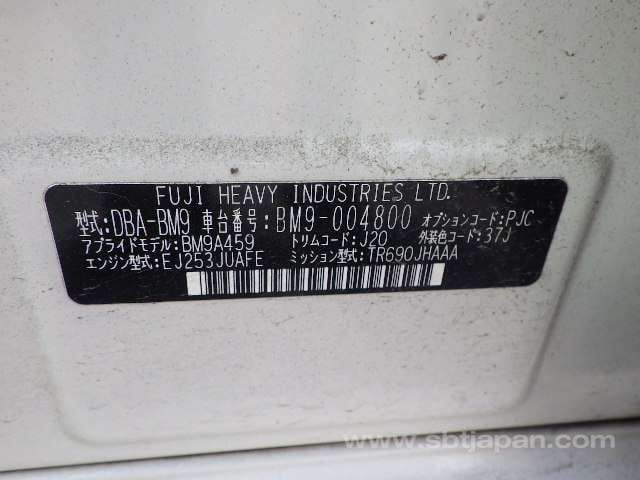 FUJI HEAVY INDUSTRIES LTD.
型式:DBA-BM9 車台番号:BM9-004800 オプションコード:PJC
アプライドモデル:BM9A459 トリムコード:J20 外装色コード:37J
エンジン型式:EJ253JUAFE ミッション型式:TR690JHAAA
www.sbtjapan.com